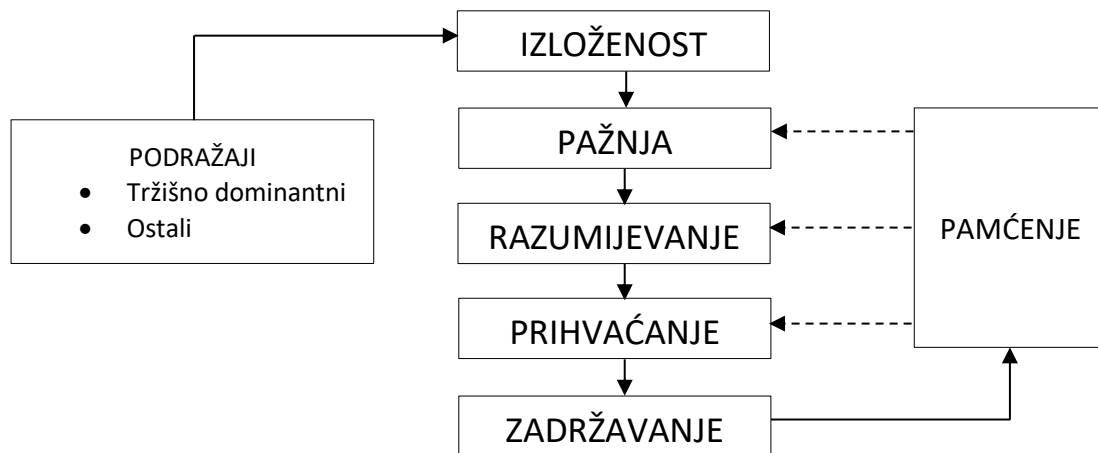 IZLOŽENOST
PAŽNJA
PODRAŽAJI
● Tržišno dominantni
● Ostali
RAZUMIJEVANJE
PAMĆENJE
PRIHVAĆANJE
ZADRŽAVANJE